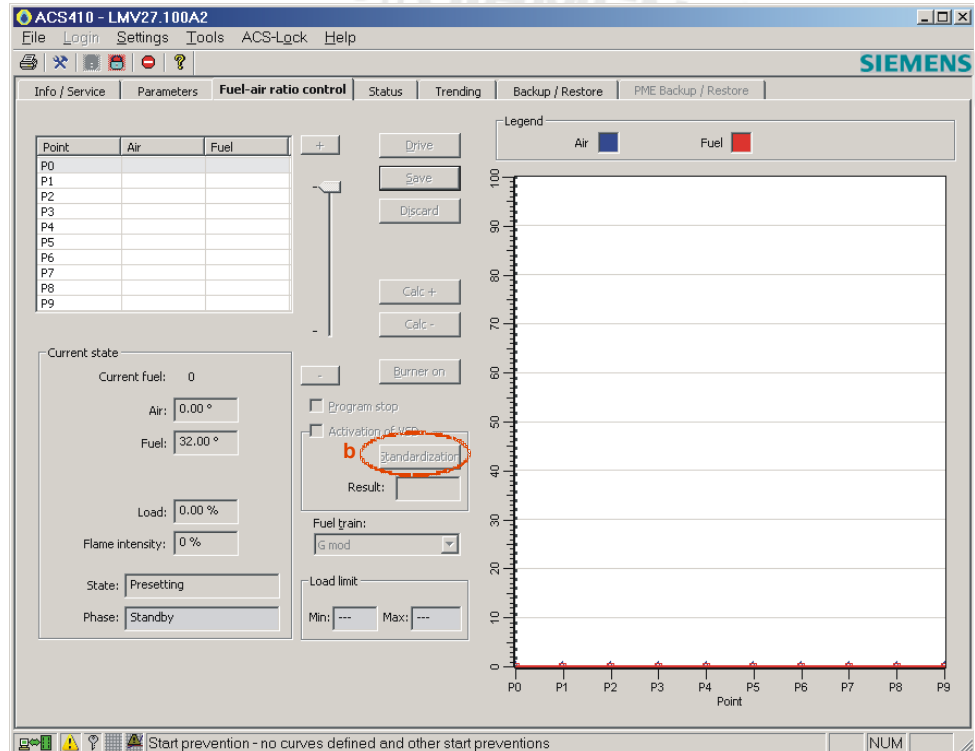 ACS410 - LMV27.100A2
File Login Settings Tools ACS-Lock Help
SIEMENS
Info / Service Parameters Fuel-air ratio control Status Trending Backup / Restore PME Backup / Restore
Legend
Air Fuel
Point Air Fuel
P0
P1
P2
P3
P4
P5
P6
P7
P8
P9
+
-
-
Drive
Save
Discard
Calc +
Calc -
Burner on
Program stop
Activation of VSD
b
Standardization
Result:
Fuel train:
G mod
Load limit
Min: --- Max: ---
Current state
Current fuel: 0
Air: 0.00 °
Fuel: 32.00 °
Load: 0.00 %
Flame intensity: 0 %
State: Presetting
Phase: Standby
100
90
80
70
60
50
40
30
20
10
0
P0 P1 P2 P3 P4 P5 P6 P7 P8 P9
Point
Start prevention - no curves defined and other start preventions
NUM